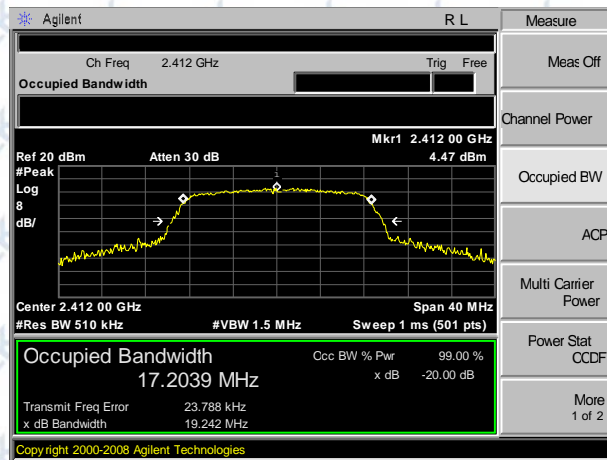 Agilent R L Measure
Ch Freq 2.412 GHz Trig Free
Occupied Bandwidth
Meas Off
Channel Power
Mkr1 2.412 00 GHz
Ref 20 dBm Atten 30 dB 4.47 dBm
#Peak
Log
8
dB/
1
Occupied BW
ACP
Multi Carrier
Power
Center 2.412 00 GHz Span 40 MHz
#Res BW 510 kHz #VBW 1.5 MHz Sweep 1 ms (501 pts)
Occupied Bandwidth Occ BW % Pwr 99.00 %
17.2039 MHz x dB -20.00 dB
Transmit Freq Error 23.788 kHz
x dB Bandwidth 19.242 MHz
Power Stat
CCDF
More
1 of 2
Copyright 2000-2008 Agilent Technologies